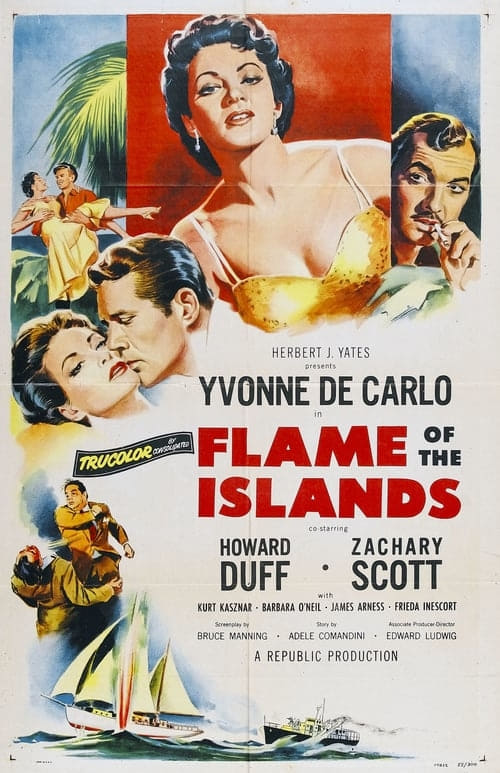 HERBERT J. YATES
presents
YVONNE DE CARLO
in
TRUCOLOR BY CONSOLIDATED
FLAME OF THE
ISLANDS
co-starring
HOWARD DUFF • ZACHARY SCOTT
with
KURT KASZNAR • BARBARA O'NEIL • JAMES ARNESS • FRIEDA INESCORT
Screenplay by Story by Associate Producer-Director
BRUCE MANNING • ADELE COMANDINI • EDWARD LUDWIG
A REPUBLIC PRODUCTION